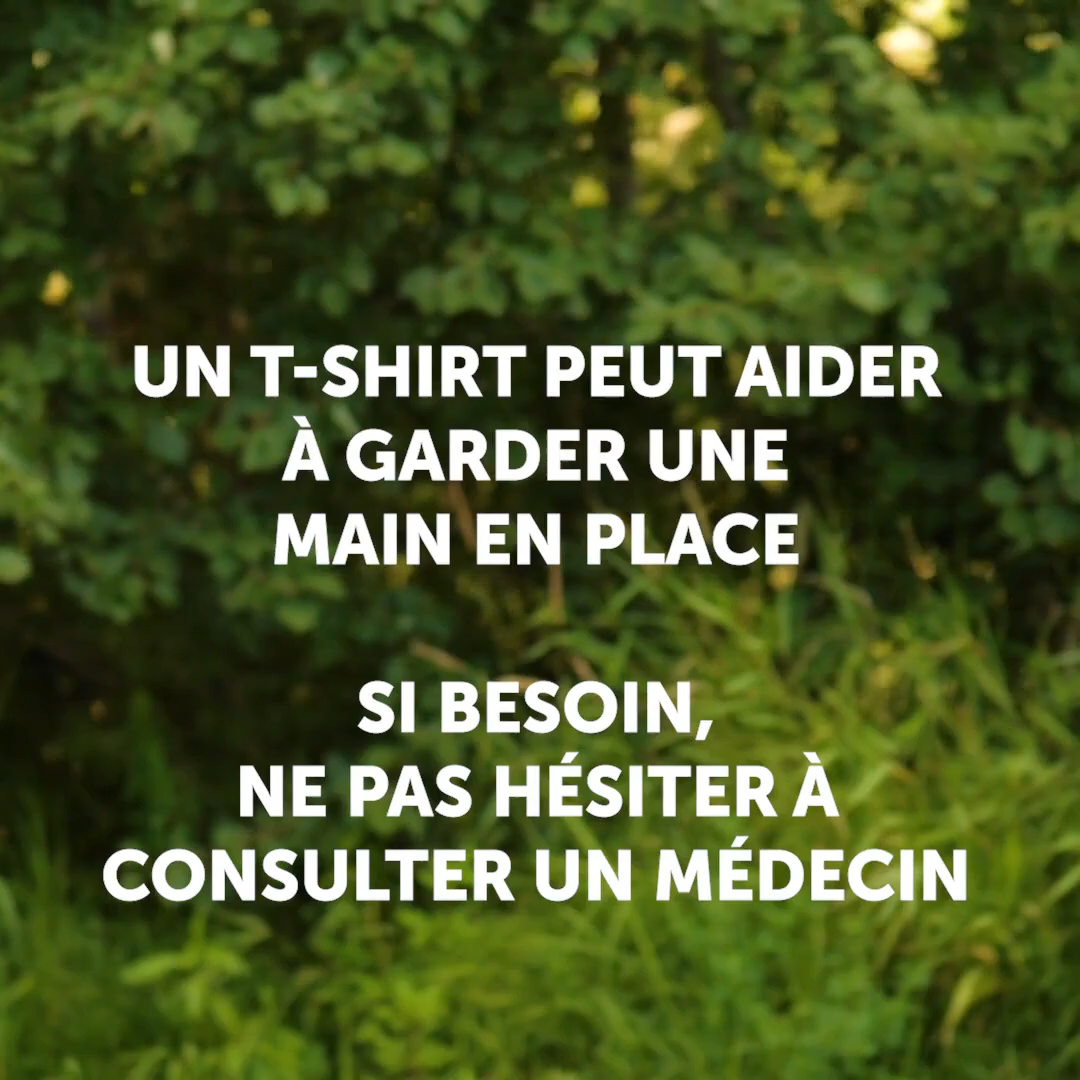 UN T-SHIRT PEUT AIDER
À GARDER UNE
MAIN EN PLACE
SI BESOIN,
NE PAS HÉSITER À
CONSULTER UN MÉDECIN